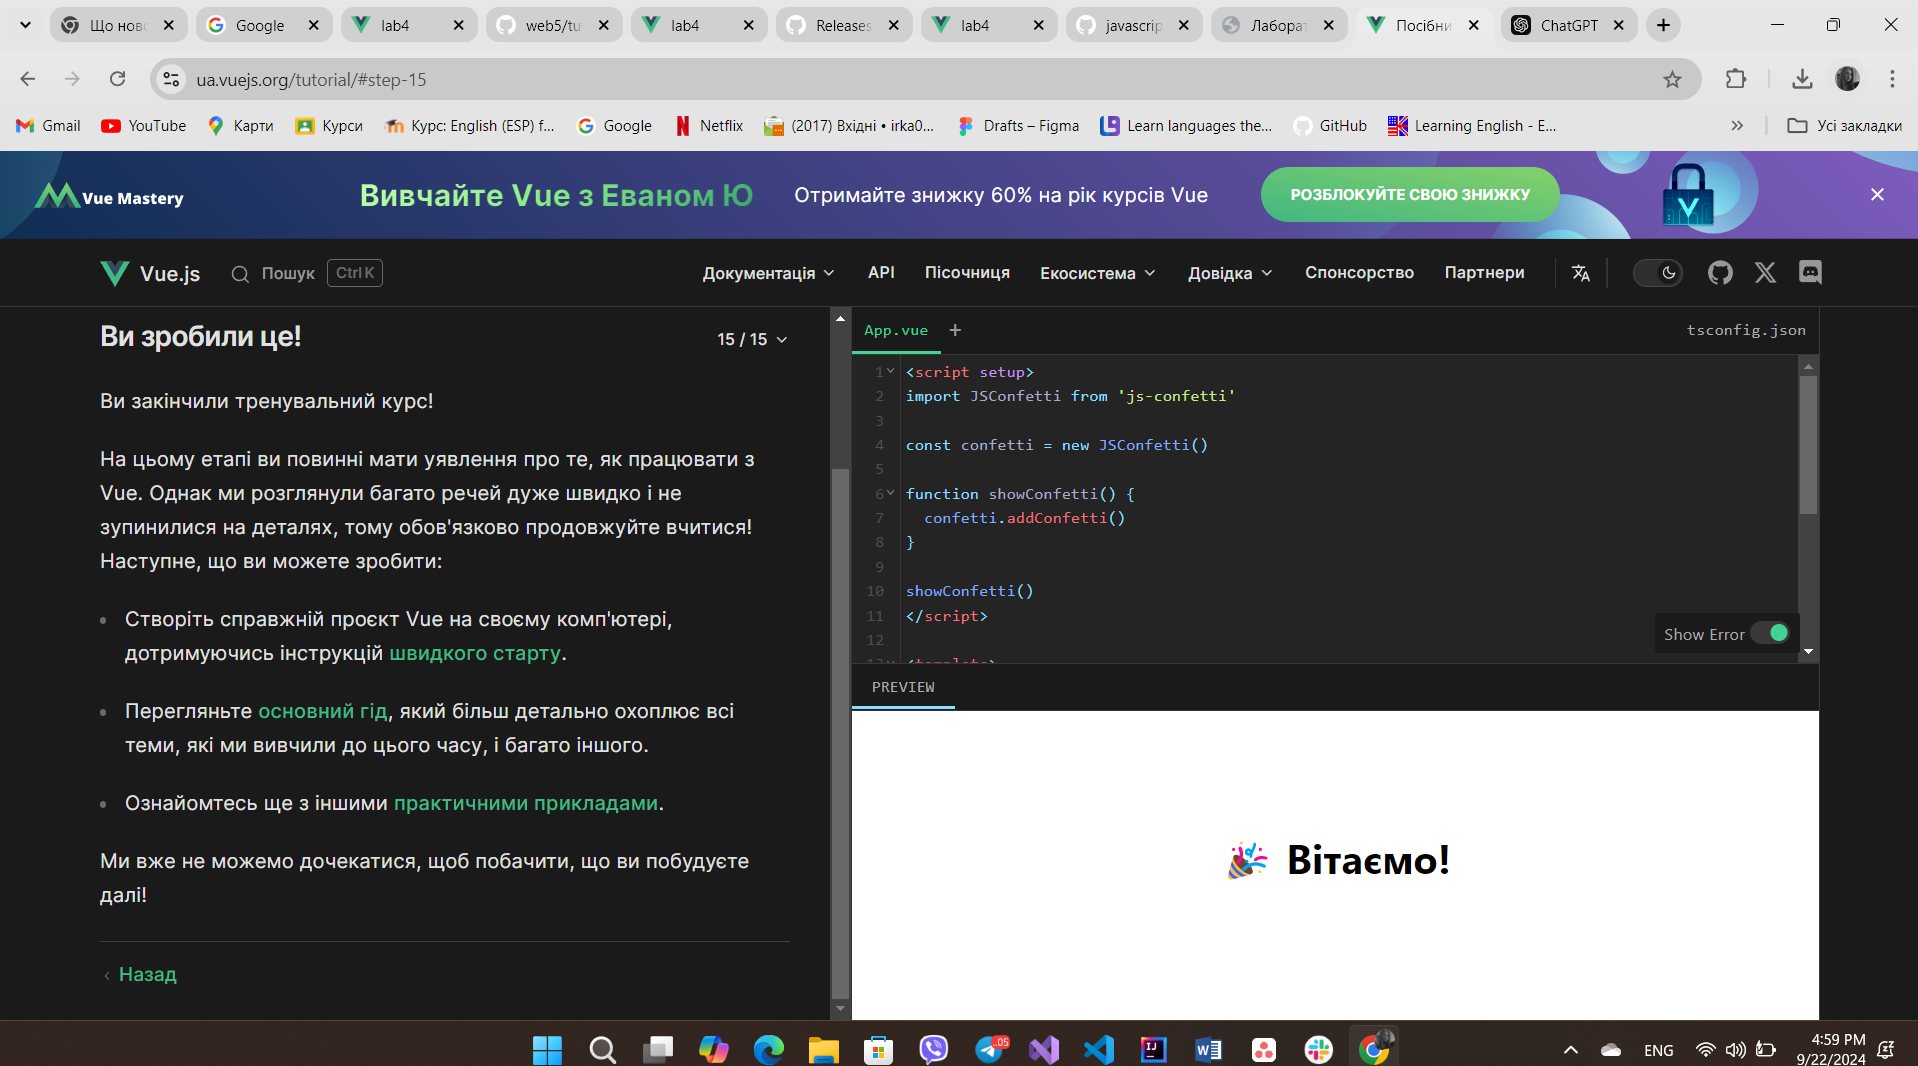 Що нов
Google
lab4
web5/tu
lab4
Releases
lab4
javascrip
Лаборат
Посібни
ChatGPT
ua.vuejs.org/tutorial/#step-15
Gmail
YouTube
Карти
Курси
Курс: English (ESP) f...
Google
Netflix
(2017) Вхідні • irka0...
Drafts – Figma
Learn languages the...
GitHub
Learning English - E...
Усі закладки
Vue Mastery
Вивчайте Vue з Еваном Ю
Отримайте знижку 60% на рік курсів Vue
РОЗБЛОКУЙТЕ СВОЮ ЗНИЖКУ
Vue.js
Пошук
Ctrl K
Документація
API
Пісочниця
Екосистема
Довідка
Спонсорство
Партнери
Ви зробили це!
15 / 15
Ви закінчили тренувальний курс!
На цьому етапі ви повинні мати уявлення про те, як працювати з
Vue. Однак ми розглянули багато речей дуже швидко і не
зупинилися на деталях, тому обов'язково продовжуйте вчитися!
Наступне, що ви можете зробити:
• Створіть справжній проєкт Vue на своєму комп'ютері,
дотримуючись інструкцій швидкого старту.
• Перегляньте основний гід, який більш детально охоплює всі
теми, які ми вивчили до цього часу, і багато іншого.
• Ознайомтесь ще з іншими практичними прикладами.
Ми вже не можемо дочекатися, щоб побачити, що ви побудуєте
далі!
‹ Назад
App.vue +
tsconfig.json
1 <script setup>
2 import JSConfetti from 'js-confetti'
3
4 const confetti = new JSConfetti()
5
6 function showConfetti() {
7 confetti.addConfetti()
8 }
9
10 showConfetti()
11 </script>
12
13 <template>
Show Error
PREVIEW
🎉 Вітаємо!
.05
IJ
ENG
4:59 PM
9/22/2024